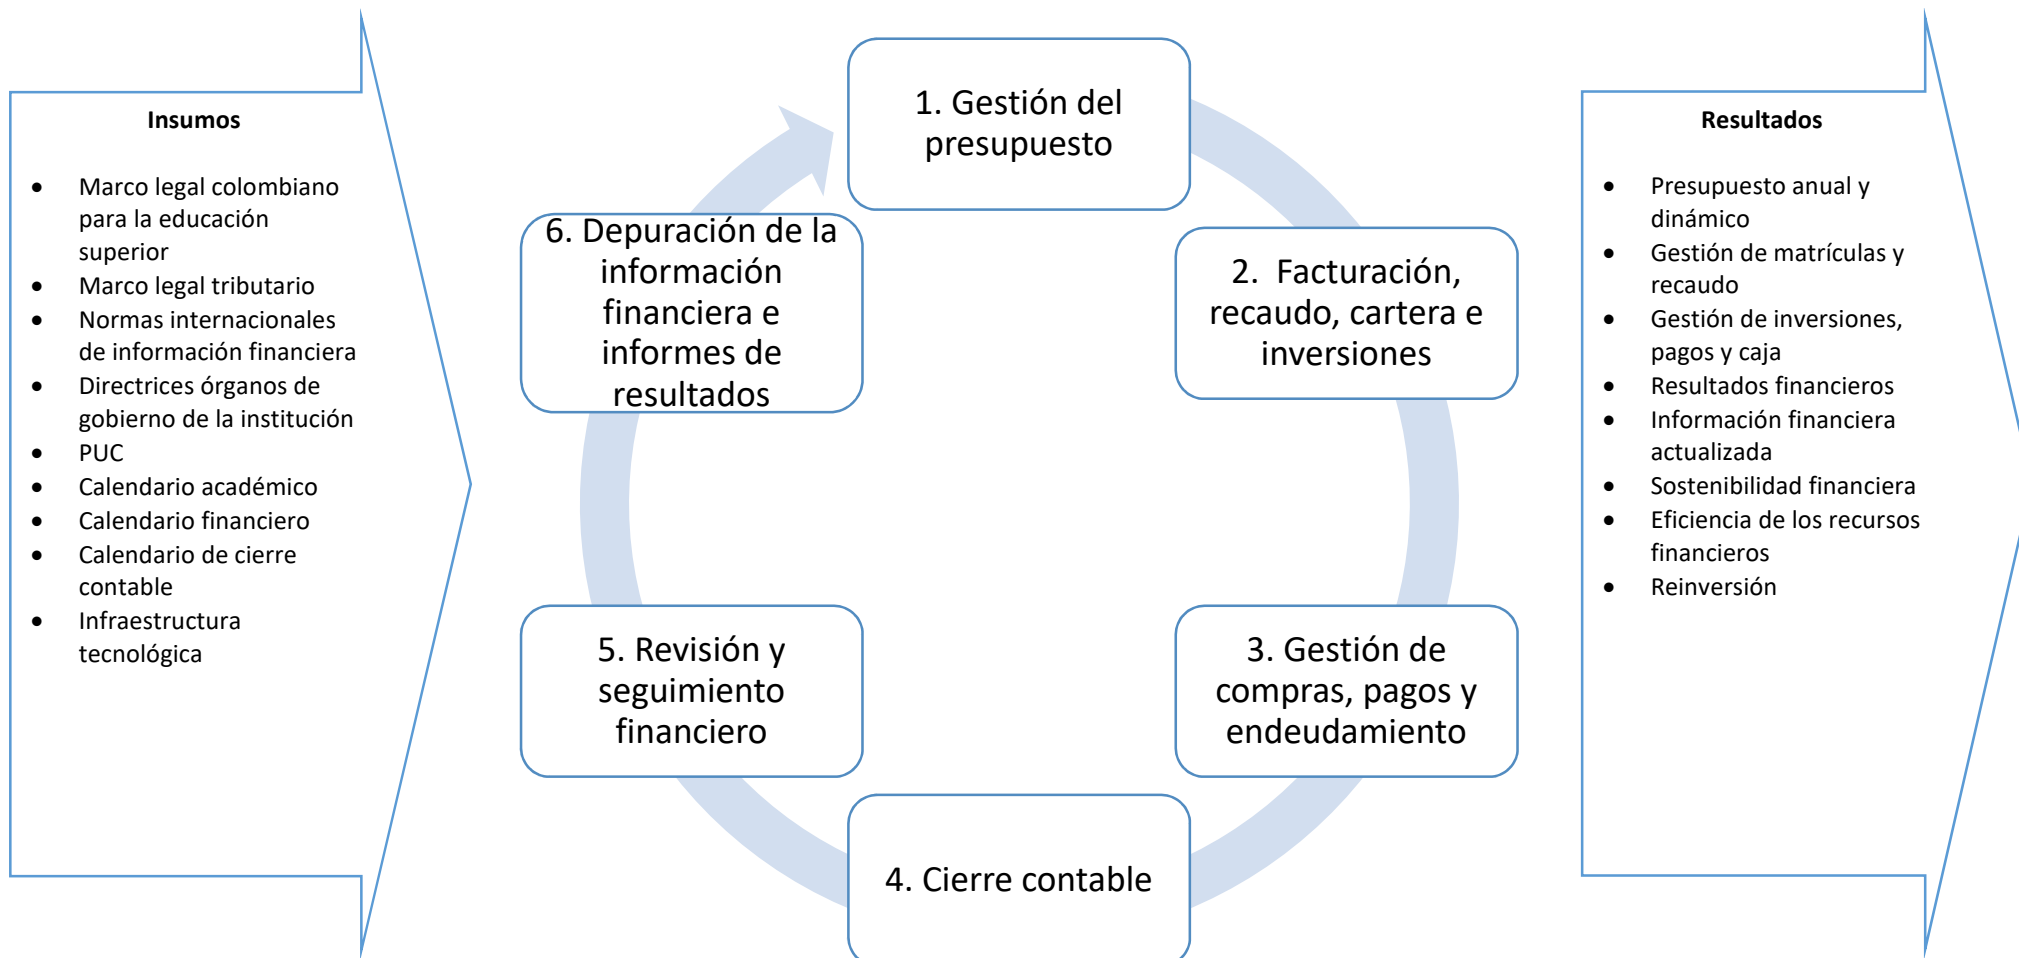 Insumos
• Marco legal colombiano
para la educación
superior
• Marco legal tributario
• Normas internacionales
de información financiera
• Directrices órganos de
gobierno de la institución
• PUC
• Calendario académico
• Calendario financiero
• Calendario de cierre
contable
• Infraestructura
tecnológica
1. Gestión del
presupuesto
2. Facturación,
recaudo, cartera e
inversiones
3. Gestión de
compras, pagos y
endeudamiento
4. Cierre contable
5. Revisión y
seguimiento
financiero
6. Depuración de la
información
financiera e
informes de
resultados
Resultados
• Presupuesto anual y
dinámico
• Gestión de matrículas y
recaudo
• Gestión de inversiones,
pagos y caja
• Resultados financieros
• Información financiera
actualizada
• Sostenibilidad financiera
• Eficiencia de los recursos
financieros
• Reinversión